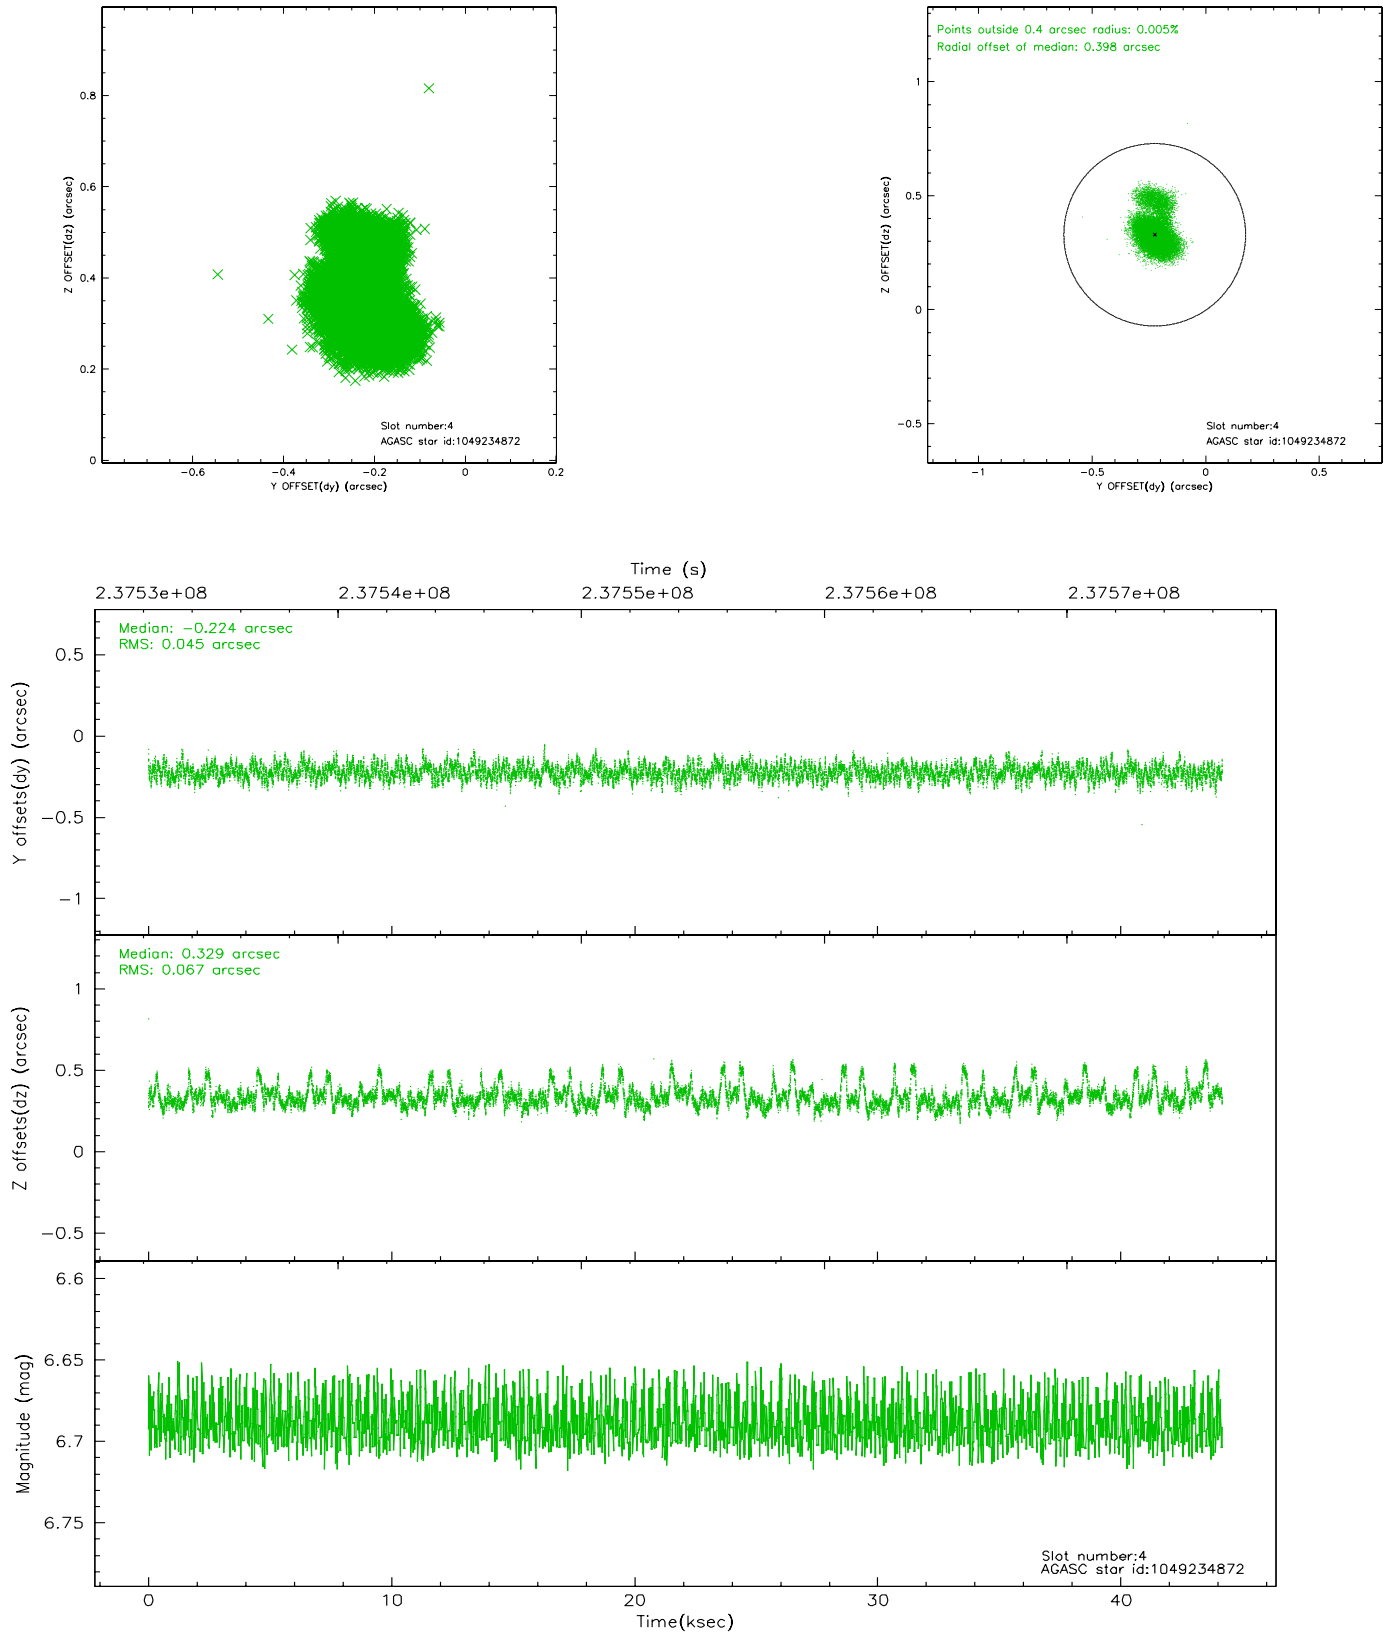 0.8
0.6
0.4
0.2
0
Z OFFSET(dz) (arcsec)
Slot number:4
AGASC star id:1049234872
−0.6 −0.4 −0.2 0 0.2
Y OFFSET(dy) (arcsec)
Points outside 0.4 arcsec radius: 0.005%
Radial offset of median: 0.398 arcsec
1
0.5
0
−0.5
Z OFFSET(dz) (arcsec)
Slot number:4
AGASC star id:1049234872
−1 −0.5 0 0.5
Y OFFSET(dy) (arcsec)
Time (s)
2.3753e+08 2.3754e+08 2.3755e+08 2.3756e+08 2.3757e+08
Median: −0.224 arcsec
RMS: 0.045 arcsec
0.5
0
−0.5
−1
Y offsets(dy) (arcsec)
Median: 0.329 arcsec
RMS: 0.067 arcsec
1
0.5
0
−0.5
Z offsets(dz) (arcsec)
6.6
6.65
6.7
6.75
Magnitude (mag)
Slot number:4
AGASC star id:1049234872
0 10 20 30 40
Time(ksec)